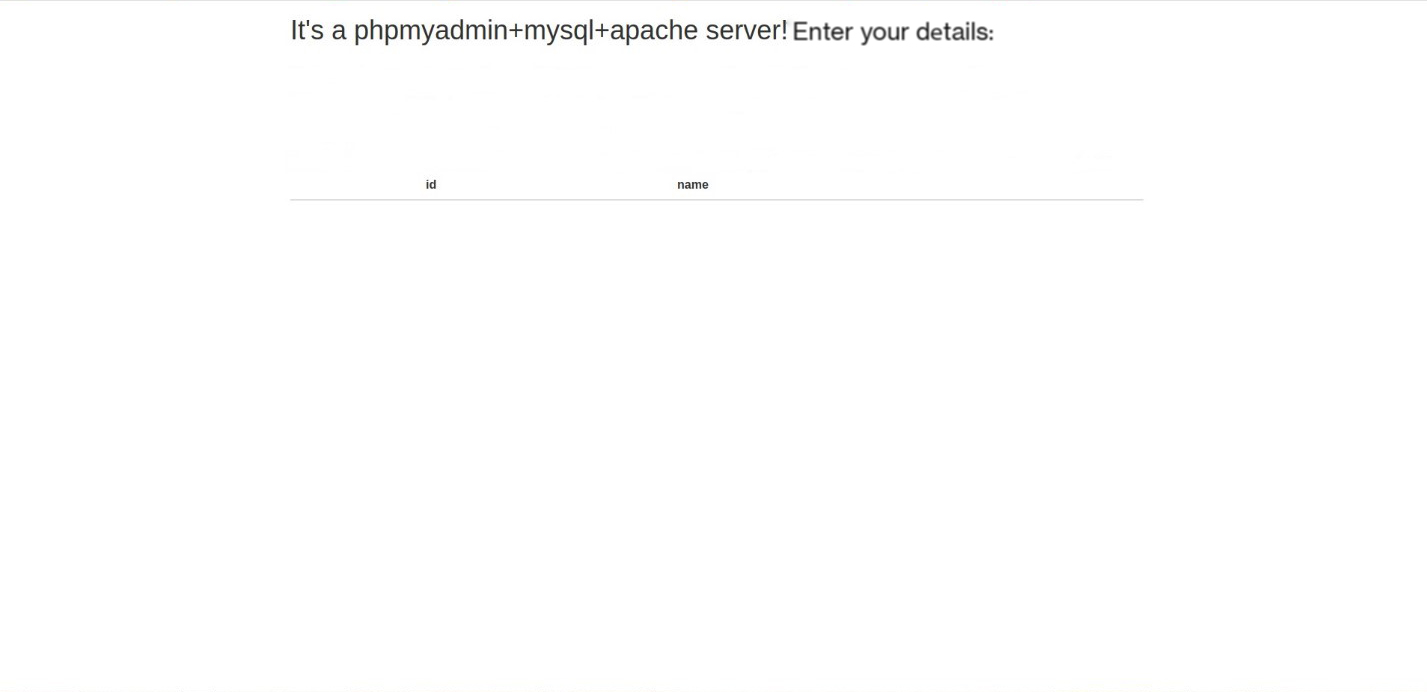 It's a phpmyadmin+mysql+apache server! Enter your details:
id name